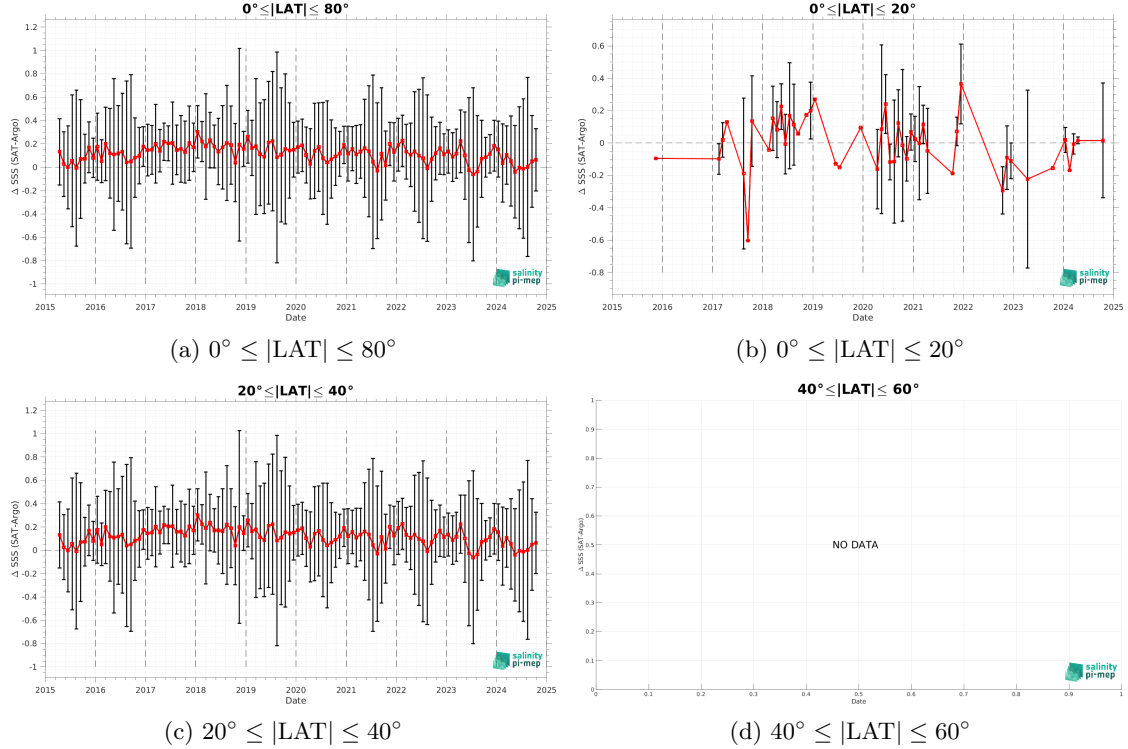 0°≤|LAT|≤ 80°
Δ SSS (SAT-Argo)
1.2
1
0.8
0.6
0.4
0.2
0
-0.2
-0.4
-0.6
-0.8
-1
2015 2016 2017 2018 2019 2020 2021 2022 2023 2024 2025
Date
salinity
pi-mep
(a) 0° ≤ |LAT| ≤ 80°
0°≤|LAT|≤ 20°
Δ SSS (SAT-Argo)
0.6
0.4
0.2
0
-0.2
-0.4
-0.6
-0.8
2015 2016 2017 2018 2019 2020 2021 2022 2023 2024 2025
Date
salinity
pi-mep
(b) 0° ≤ |LAT| ≤ 20°
20°≤|LAT|≤ 40°
Δ SSS (SAT-Argo)
1.2
1
0.8
0.6
0.4
0.2
0
-0.2
-0.4
-0.6
-0.8
-1
2015 2016 2017 2018 2019 2020 2021 2022 2023 2024 2025
Date
salinity
pi-mep
(c) 20° ≤ |LAT| ≤ 40°
40°≤|LAT|≤ 60°
Δ SSS (SAT-Argo)
1
0.9
0.8
0.7
0.6
0.5
0.4
0.3
0.2
0.1
0
NO DATA
0 0.1 0.2 0.3 0.4 0.5 0.6 0.7 0.8 0.9 1
Date
salinity
pi-mep
(d) 40° ≤ |LAT| ≤ 60°